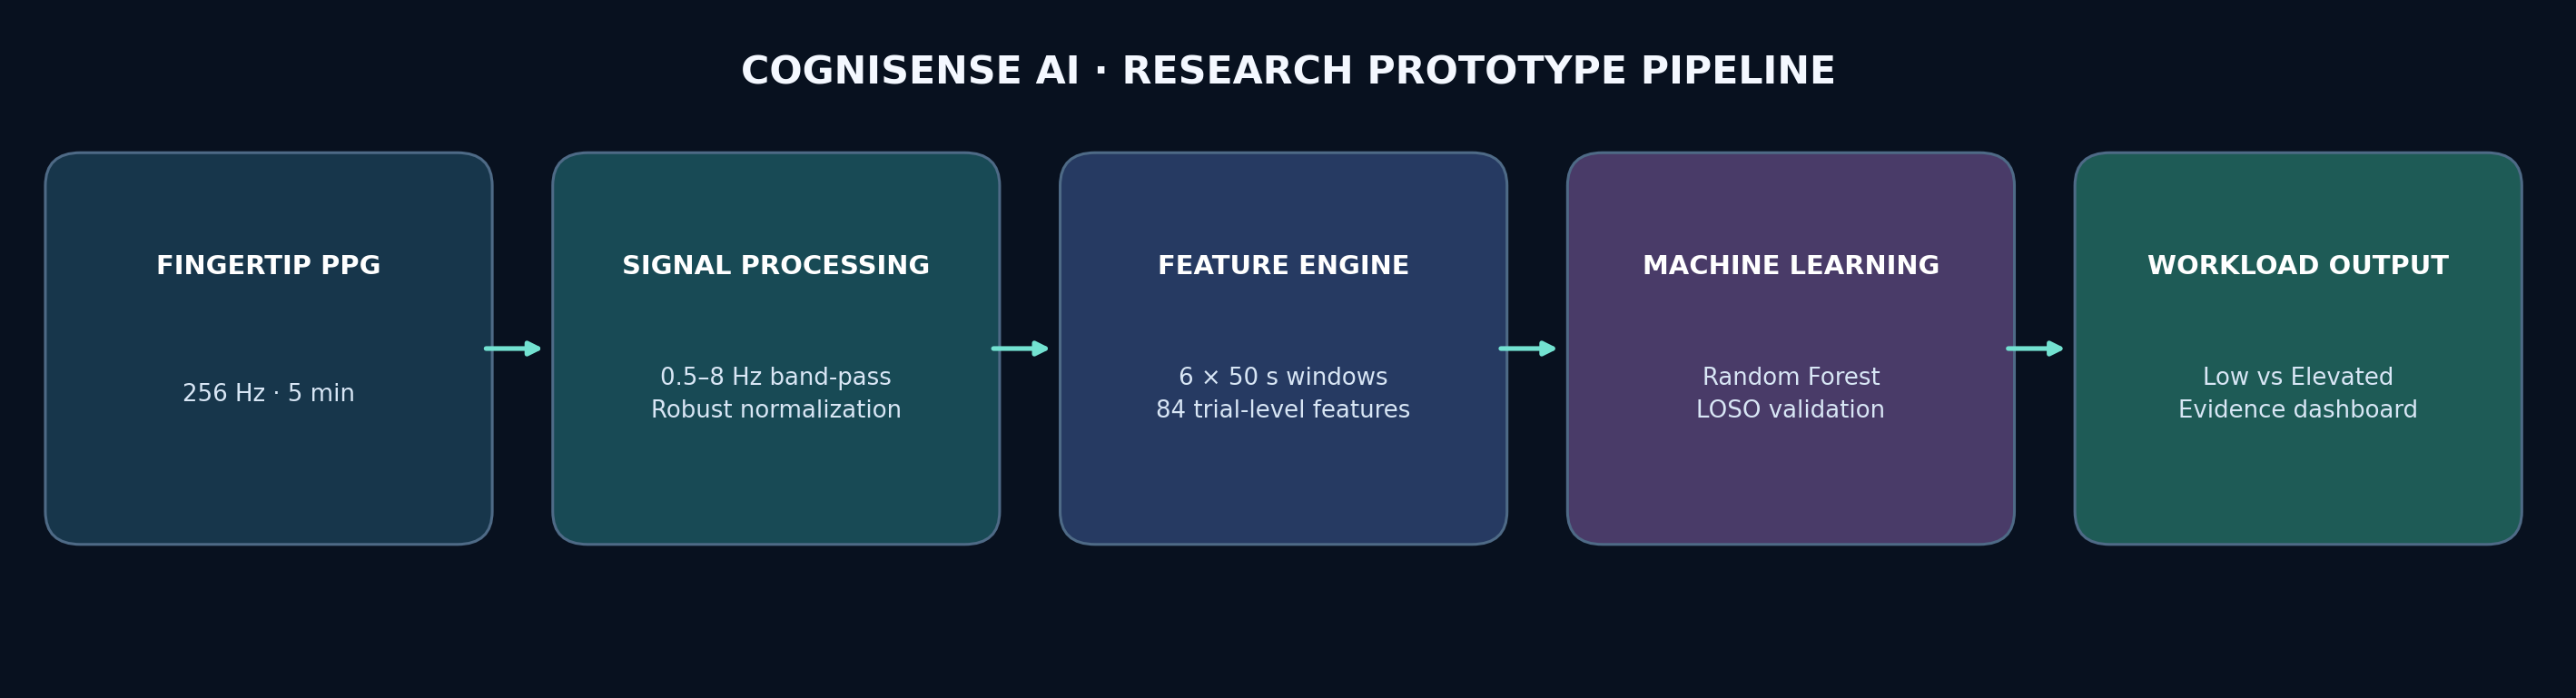 COGNISENSE AI · RESEARCH PROTOTYPE PIPELINE
FINGERTIP PPG
256 Hz · 5 min
SIGNAL PROCESSING
0.5–8 Hz band-pass
Robust normalization
FEATURE ENGINE
6 × 50 s windows
84 trial-level features
MACHINE LEARNING
Random Forest
LOSO validation
WORKLOAD OUTPUT
Low vs Elevated
Evidence dashboard